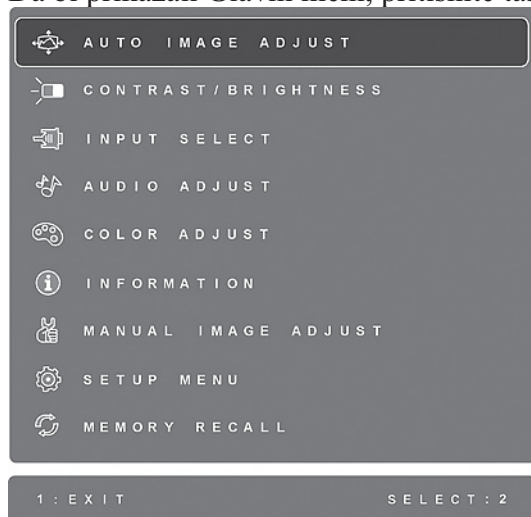 AUTO IMAGE ADJUST
CONTRAST/BRIGHTNESS
INPUT SELECT
AUDIO ADJUST
COLOR ADJUST
INFORMATION
MANUAL IMAGE ADJUST
SETUP MENU
MEMORY RECALL
1:EXIT SELECT:2